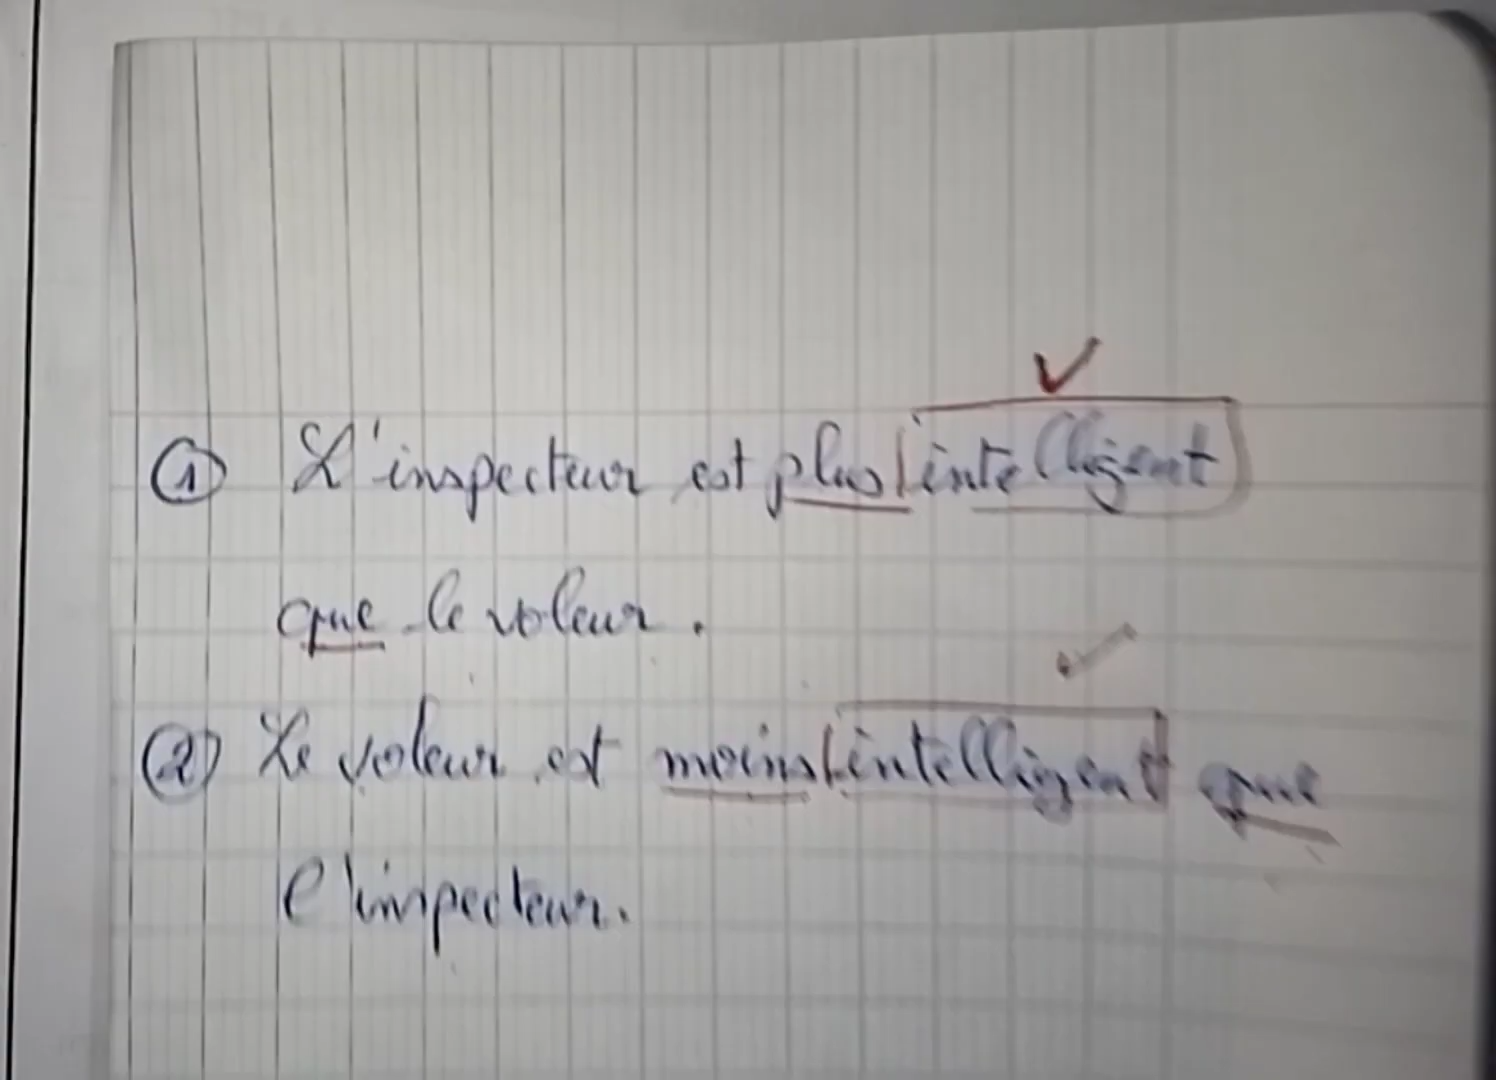 ① L'inspecteur est plus intelligent
que le voleur.
② Le voleur est moins intelligent que
l'inspecteur.